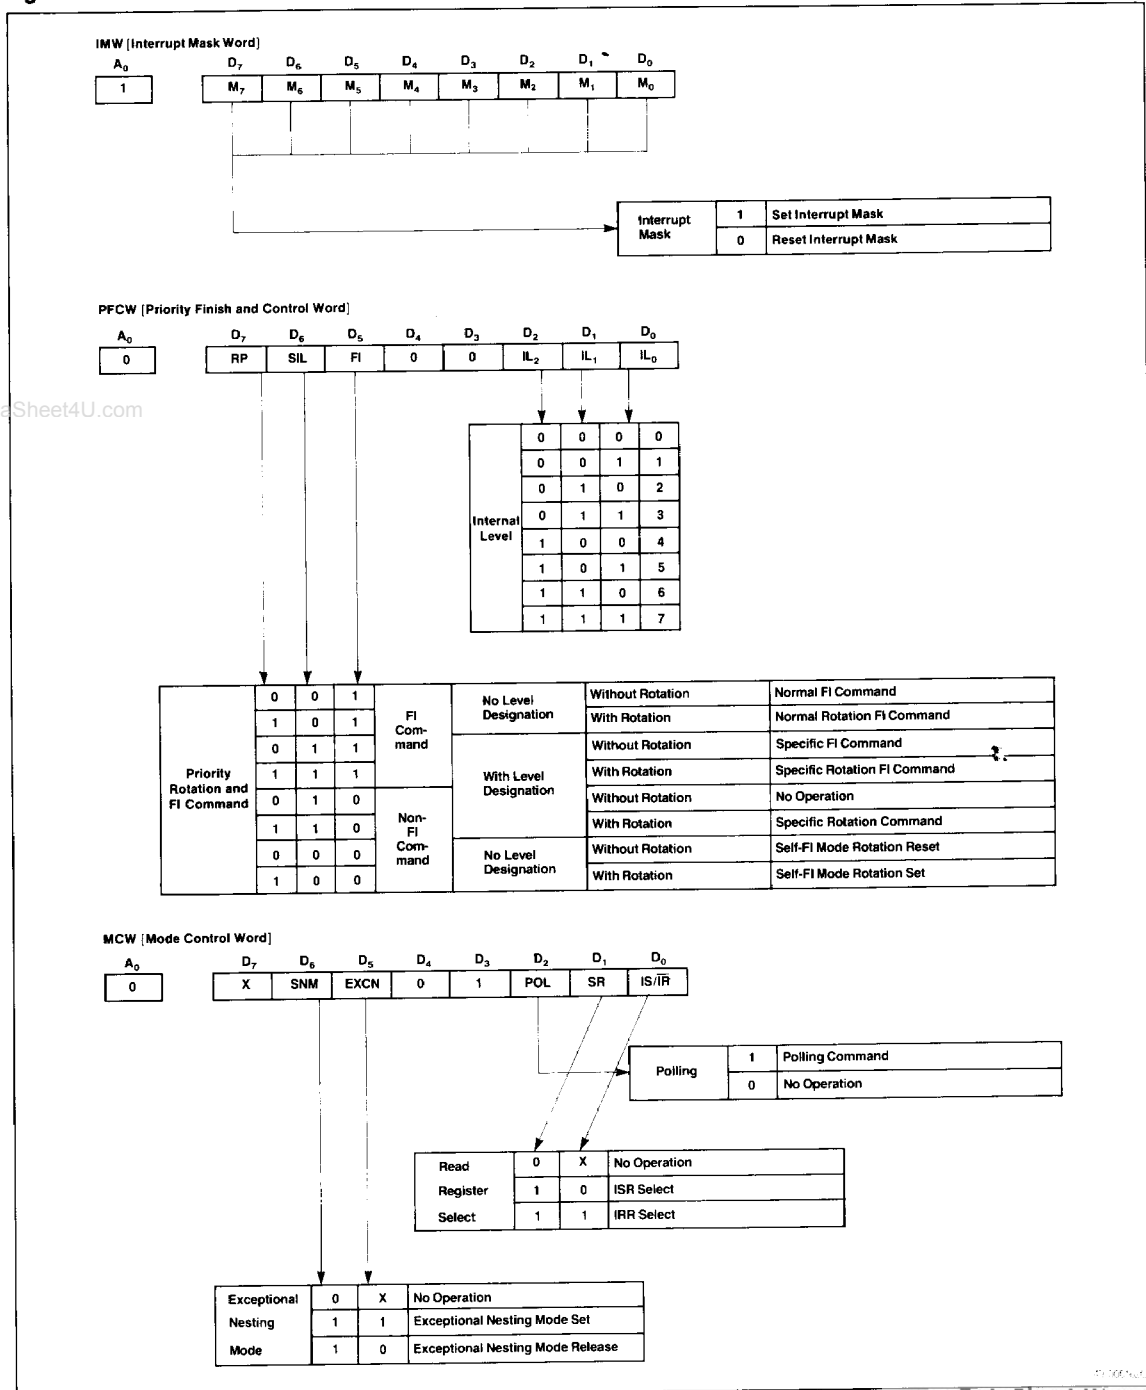 IMW [Interrupt Mask Word]
A0 D7 D6 D5 D4 D3 D2 D1 D0
1 M7 M6 M5 M4 M3 M2 M1 M0
Interrupt Mask
1 Set Interrupt Mask
0 Reset Interrupt Mask
PFCW [Priority Finish and Control Word]
A0 D7 D6 D5 D4 D3 D2 D1 D0
0 RP SIL FI 0 0 IL2 IL1 IL0
aSheet4U.com
Internal Level
0 0 0 0
0 0 1 1
0 1 0 2
0 1 1 3
1 0 0 4
1 0 1 5
1 1 0 6
1 1 1 7
Priority Rotation and FI Command
FI Com-mand
Non-FI Com-mand
No Level Designation
With Level Designation
No Level Designation
0 0 1 Without Rotation Normal FI Command
1 0 1 With Rotation Normal Rotation FI Command
0 1 1 Without Rotation Specific FI Command
1 1 1 With Rotation Specific Rotation FI Command
0 1 0 Without Rotation No Operation
1 1 0 With Rotation Specific Rotation Command
0 0 0 Without Rotation Self-FI Mode Rotation Reset
1 0 0 With Rotation Self-FI Mode Rotation Set
MCW [Mode Control Word]
A0 D7 D6 D5 D4 D3 D2 D1 D0
0 X SNM EXCN 0 1 POL SR IS/I̅R̅
Polling
1 Polling Command
0 No Operation
Read Register Select
0 X No Operation
1 0 ISR Select
1 1 IRR Select
Exceptional Nesting Mode
0 X No Operation
1 1 Exceptional Nesting Mode Set
1 0 Exceptional Nesting Mode Release